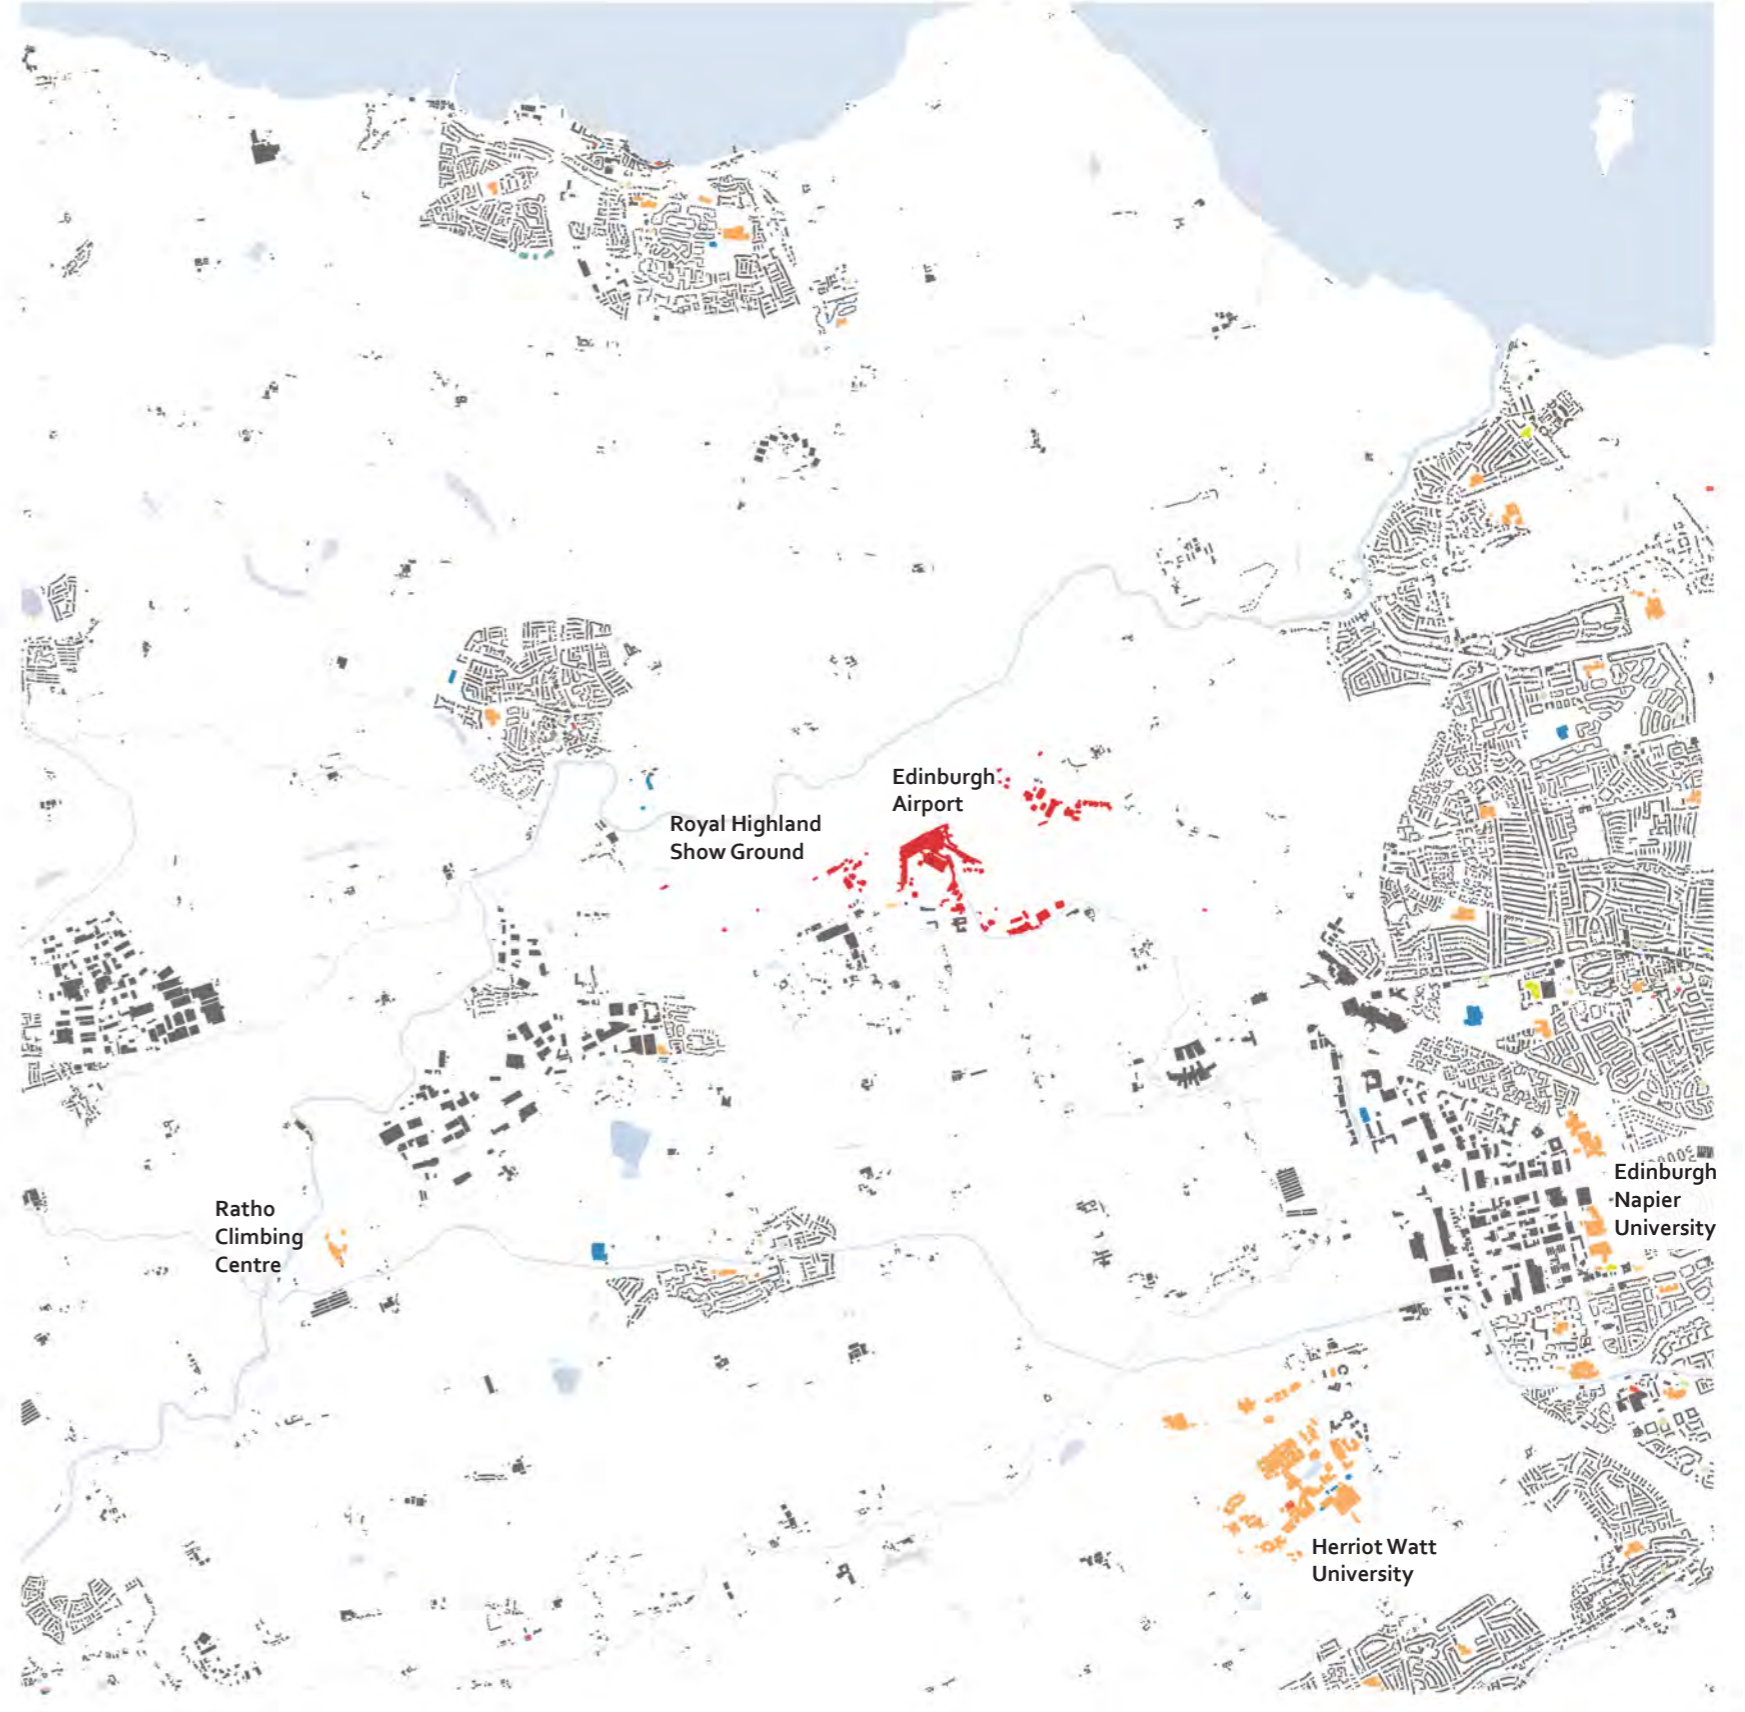 Edinburgh
Airport
Royal Highland
Show Ground
Edinburgh
Napier
University
Ratho
Climbing
Centre
Herriot Watt
University